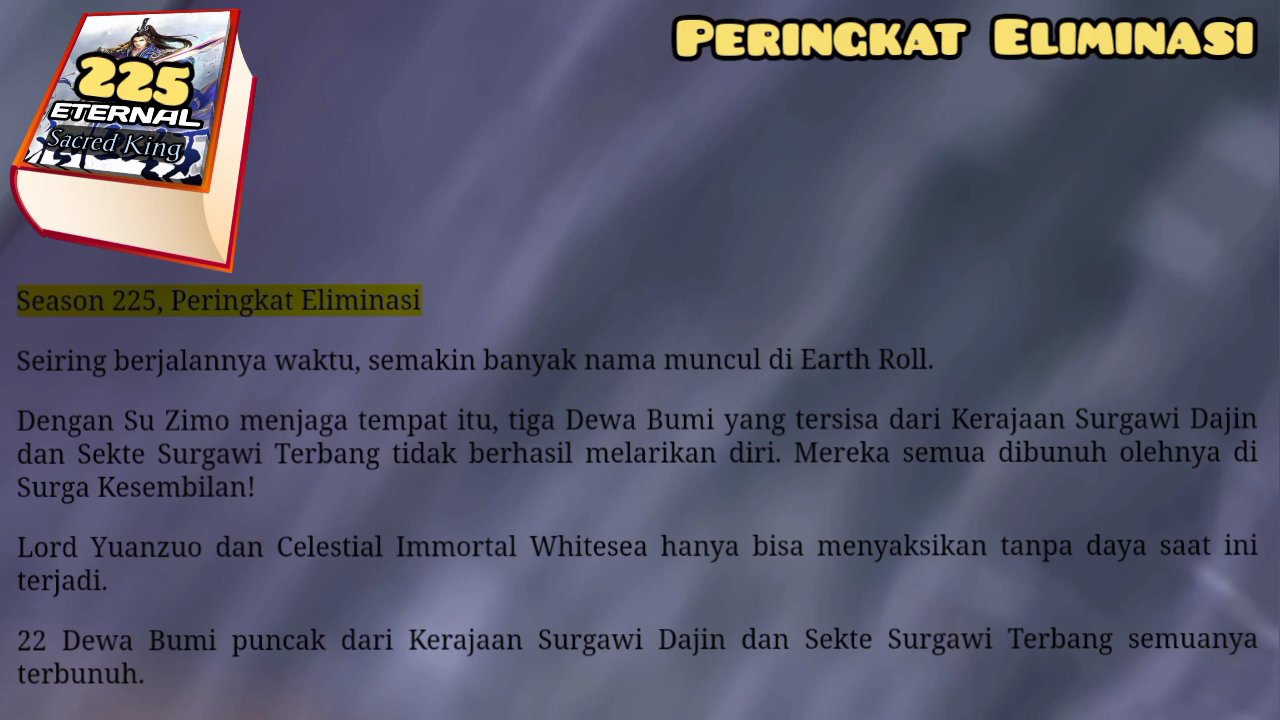 Peringkat Eliminasi
225
ETERNAL
Sacred King
Season 225, Peringkat Eliminasi
Seiring berjalannya waktu, semakin banyak nama muncul di Earth Roll.
Dengan Su Zimo menjaga tempat itu, tiga Dewa Bumi yang tersisa dari Kerajaan Surgawi Dajin
dan Sekte Surgawi Terbang tidak berhasil melarikan diri. Mereka semua dibunuh olehnya di
Surga Kesembilan!
Lord Yuanzuo dan Celestial Immortal Whitesea hanya bisa menyaksikan tanpa daya saat ini
terjadi.
22 Dewa Bumi puncak dari Kerajaan Surgawi Dajin dan Sekte Surgawi Terbang semuanya
terbunuh.